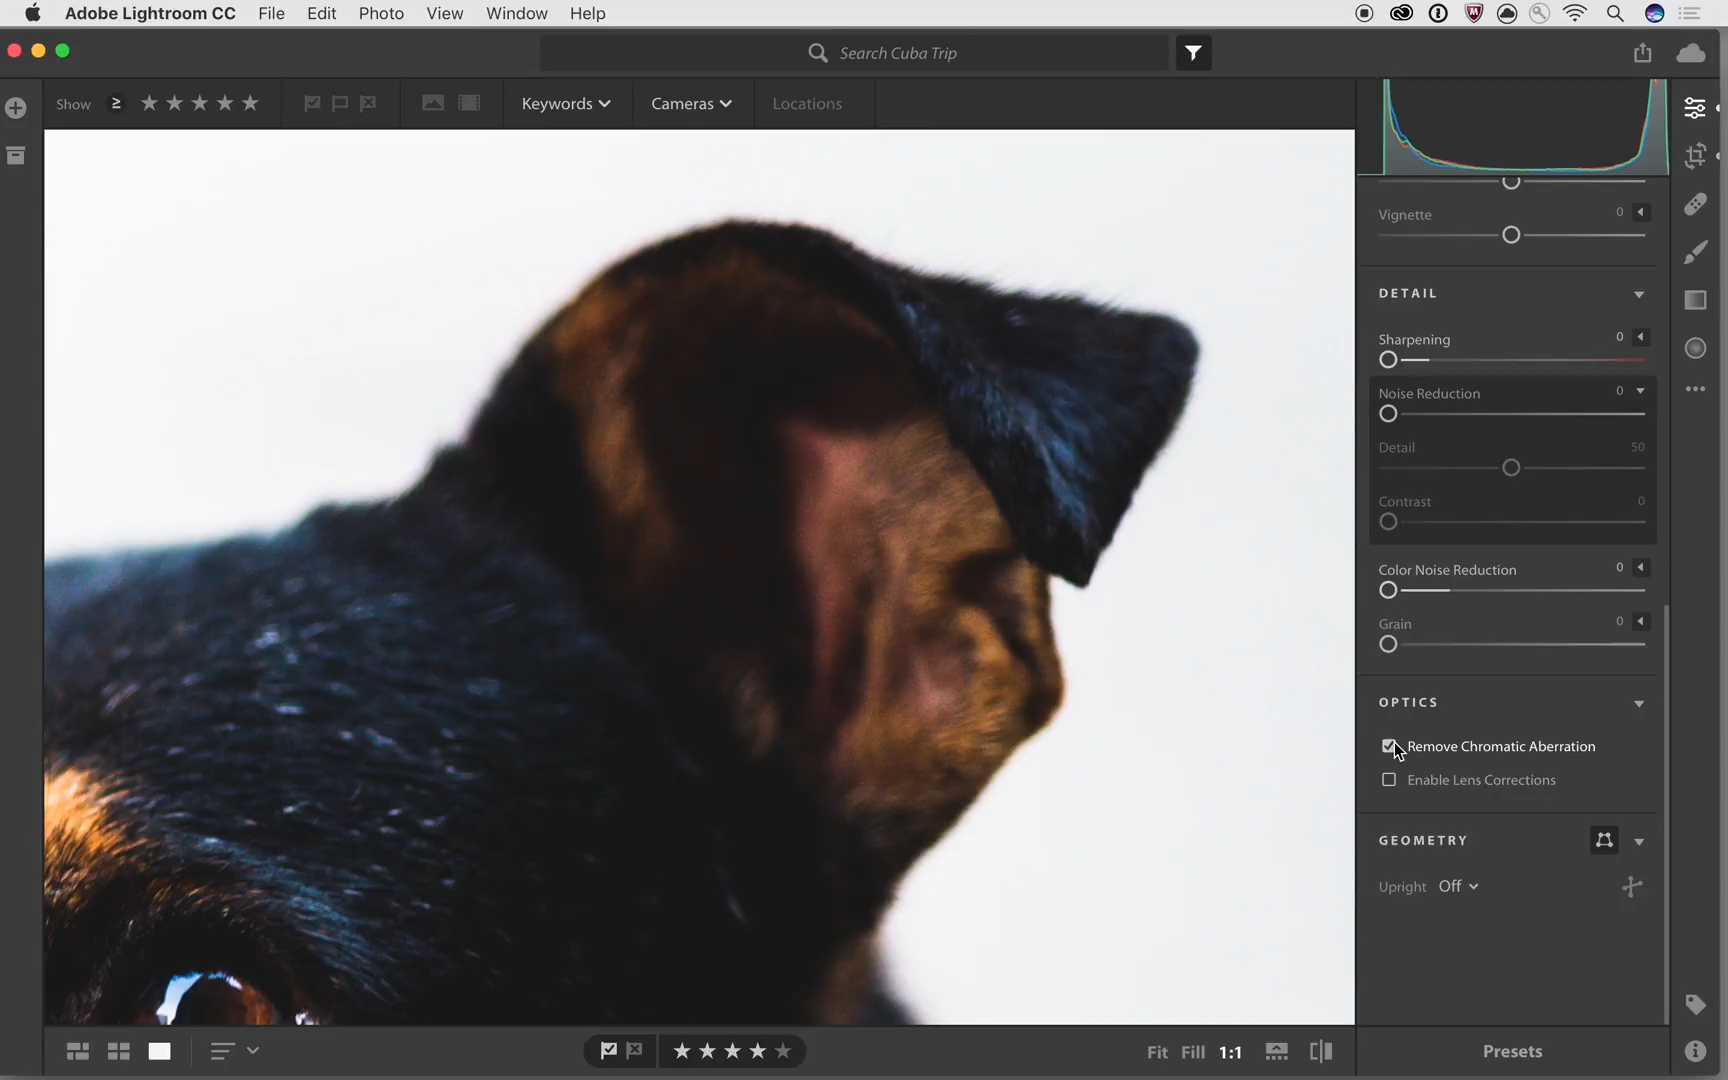 Adobe Lightroom CC File Edit Photo View Window Help
Search Cuba Trip
Show ≥ Keywords Cameras Locations
Vignette 0
DETAIL
Sharpening 0
Noise Reduction 0
Detail 50
Contrast 0
Color Noise Reduction 0
Grain 0
OPTICS
Remove Chromatic Aberration
Enable Lens Corrections
GEOMETRY
Upright Off
Fit Fill 1:1 Presets